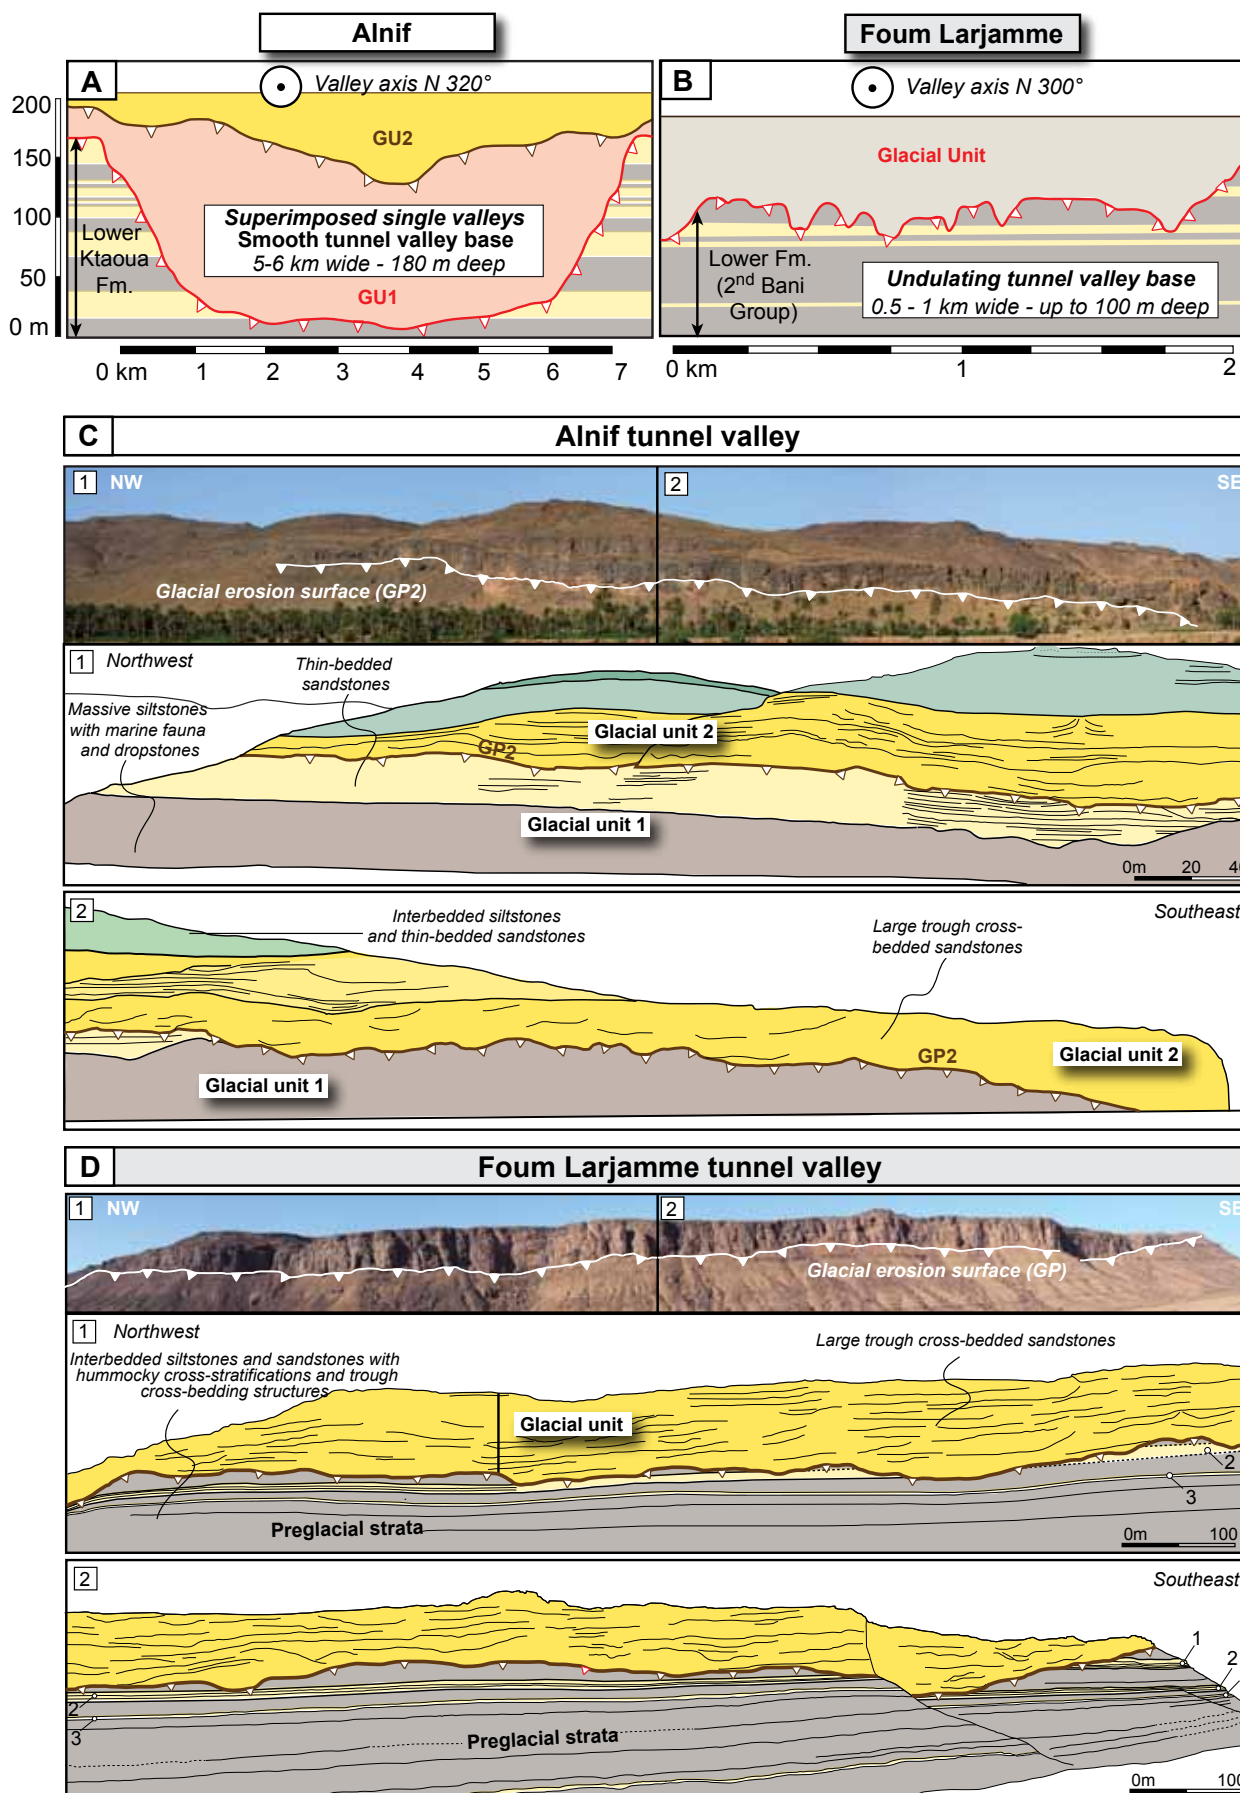 Alnif
Foum Larjamme
A
Valley axis N 320°
B
Valley axis N 300°
200
150
100
50
0 m
GU2
Superimposed single valleys
Smooth tunnel valley base
5-6 km wide - 180 m deep
Lower
Ktaoua
Fm.
GU1
Glacial Unit
Lower Fm.
(2nd Bani
Group)
Undulating tunnel valley base
0.5 - 1 km wide - up to 100 m deep
0 km 1 2 3 4 5 6 7
0 km 1 2
C
Alnif tunnel valley
1 NW
2
SE
Glacial erosion surface (GP2)
1 Northwest
Thin-bedded
sandstones
Massive siltstones
with marine fauna
and dropstones
Glacial unit 2
GP2
Glacial unit 1
0m 20 40
2
Southeast
Interbedded siltstones
and thin-bedded sandstones
Large trough cross-
bedded sandstones
GP2
Glacial unit 2
Glacial unit 1
D
Foum Larjamme tunnel valley
1 NW
2
SE
Glacial erosion surface (GP)
1 Northwest
Interbedded siltstones and sandstones with
hummocky cross-stratifications and trough
cross-bedding structures
Large trough cross-bedded sandstones
Glacial unit
2
3
Preglacial strata
0m 100
2
Southeast
1
2
2
3
Preglacial strata
0m 100